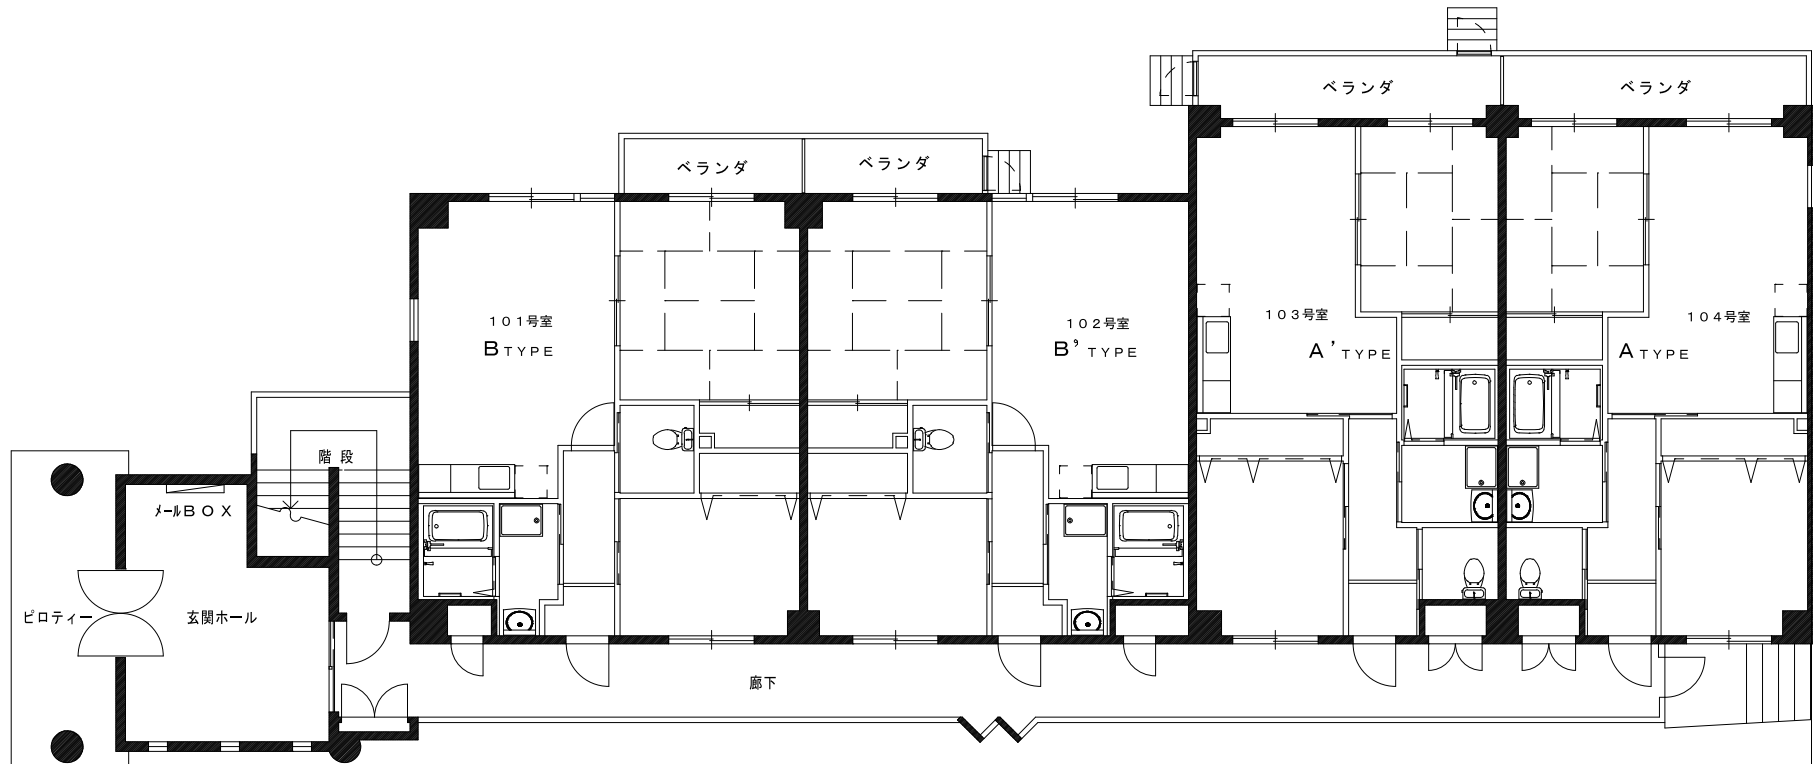 ベランダ
ベランダ
ベランダ
ベランダ
101号室
B TYPE
102号室
B' TYPE
103号室
A' TYPE
104号室
A TYPE
階段
メールBOX
ピロティー
玄関ホール
廊下